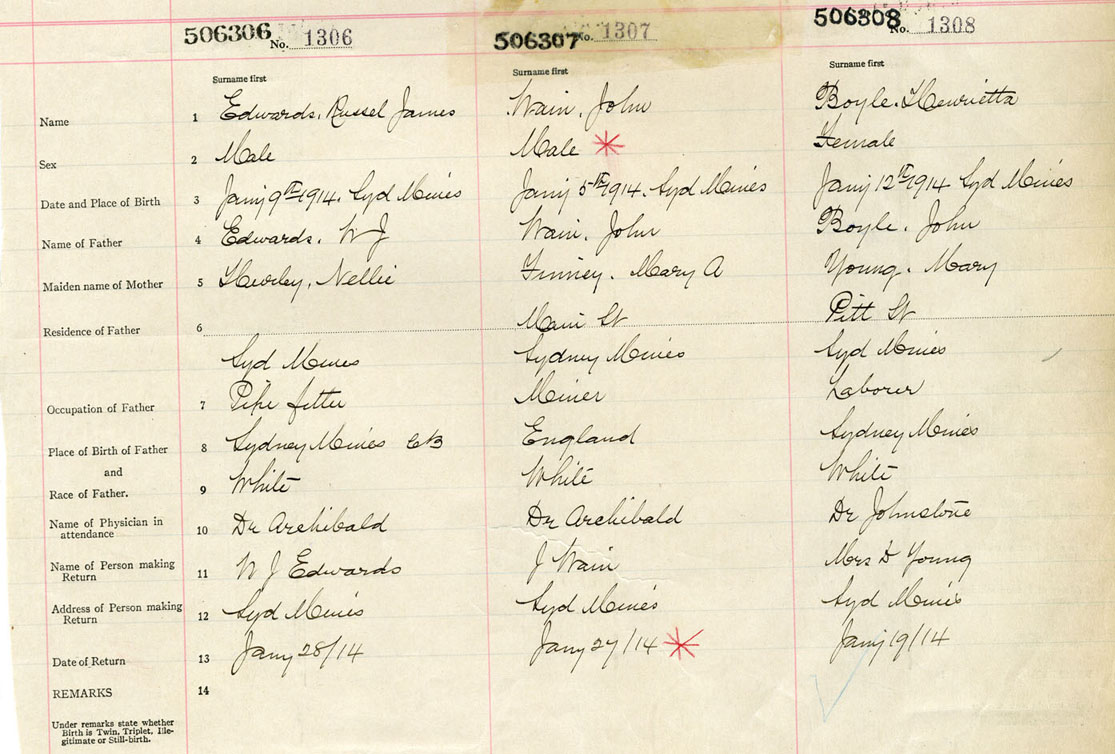 506306 No. 1306 506307 No. 1307 506308 No. 1308
Surname first Surname first Surname first
Name 1 Edwards, Russel James Wain, John Boyle, Henrietta
Sex 2 Male Male Female
Date and Place of Birth 3 Jany 9th 1914. Syd Mines Jany 5th 1914. Syd Mines Jany 12th 1914 Syd Mines
Name of Father 4 Edwards, W J Wain, John Boyle, John
Maiden name of Mother 5 Nellie Finney, Mary A Young, Mary
Residence of Father 6 Main St Pitt St
Syd Mines Sydney Mines Syd Mines
Occupation of Father 7 Pipe fitter Miner Laborer
Place of Birth of Father 8 Sydney Mines CB England Sydney Mines
and
Race of Father. 9 White White White
Name of Physician in attendance 10 Dr Archibald Dr Archibald Dr Johnstone
Name of Person making Return 11 W J Edwards J Wain Mrs D Young
Address of Person making Return 12 Syd Mines Syd Mines Syd Mines
Date of Return 13 Jany 28/14 Jany 27/14 Jany 19/14
REMARKS 14
Under remarks state whether
Birth is Twin, Triplet, Ille-
gitimate or Still-birth.